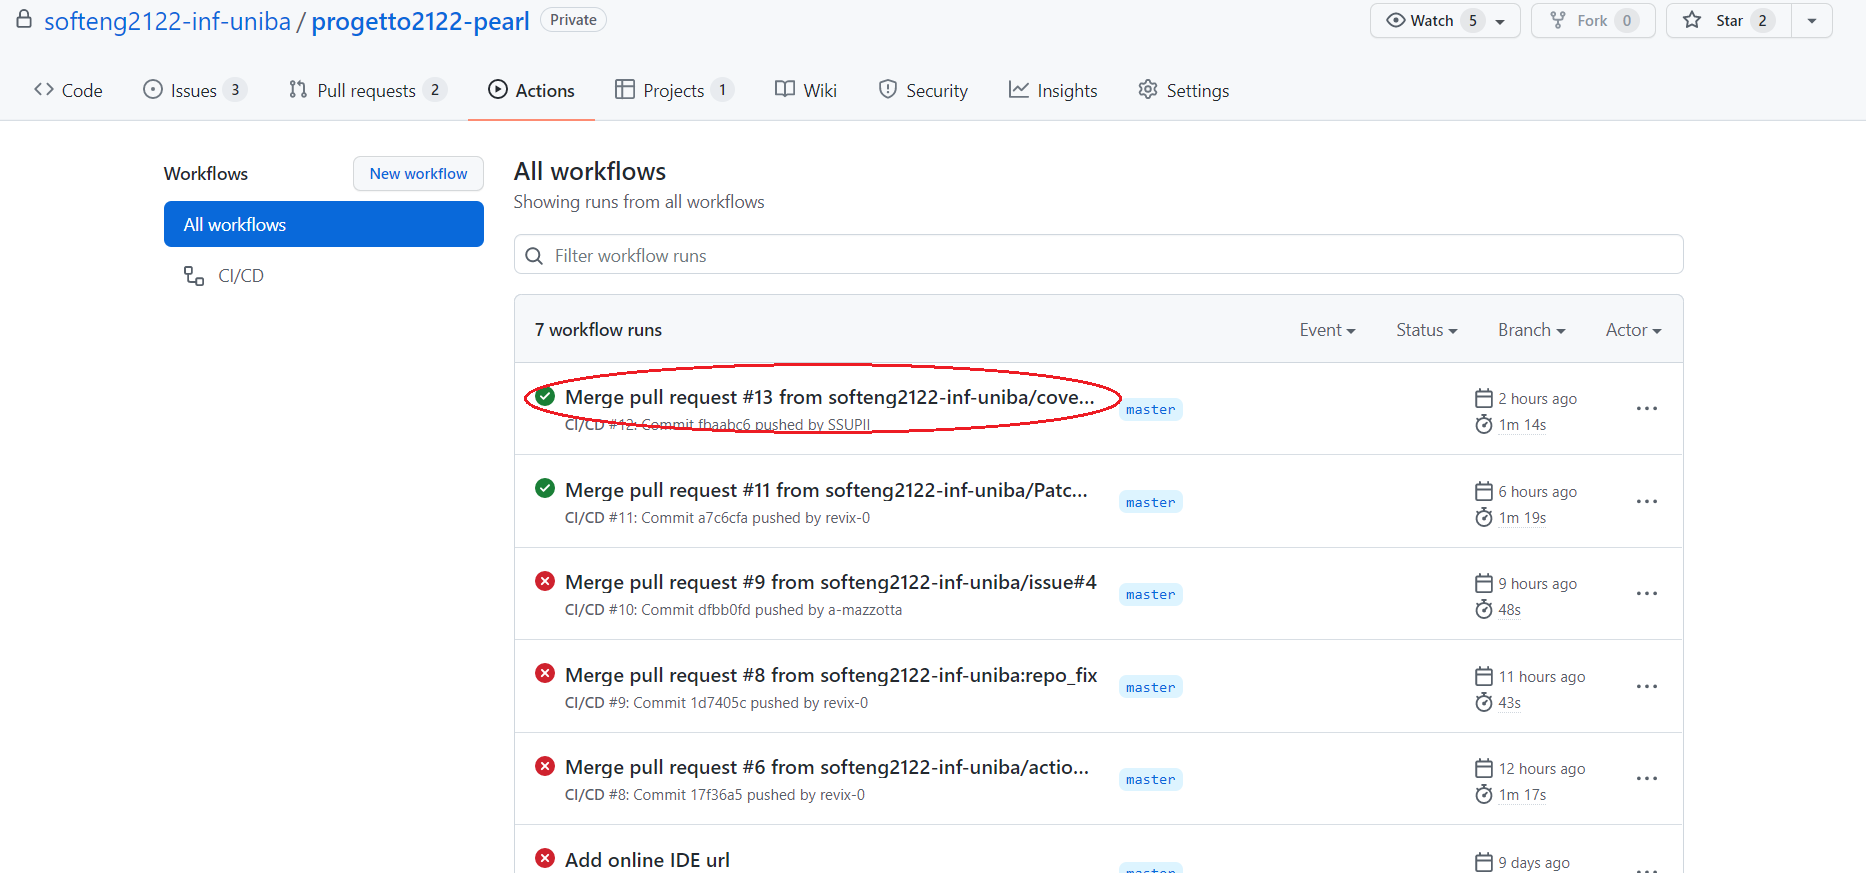 softeng2122-inf-uniba / progetto2122-pearl Private Watch 5 Fork 0 Star 2
Code Issues 3 Pull requests 2 Actions Projects 1 Wiki Security Insights Settings
Workflows New workflow
All workflows
CI/CD
All workflows
Showing runs from all workflows
Filter workflow runs
7 workflow runs Event Status Branch Actor
Merge pull request #13 from softeng2122-inf-uniba/cove... master 2 hours ago
CI/CD #12: Commit fbaabc6 pushed by SSUPII 1m 14s
Merge pull request #11 from softeng2122-inf-uniba/Patc... master 6 hours ago
CI/CD #11: Commit a7c6cfa pushed by revix-0 1m 19s
Merge pull request #9 from softeng2122-inf-uniba/issue#4 master 9 hours ago
CI/CD #10: Commit dfbb0fd pushed by a-mazzotta 48s
Merge pull request #8 from softeng2122-inf-uniba:repo_fix master 11 hours ago
CI/CD #9: Commit 1d7405c pushed by revix-0 43s
Merge pull request #6 from softeng2122-inf-uniba/actio... master 12 hours ago
CI/CD #8: Commit 17f36a5 pushed by revix-0 1m 17s
Add online IDE url master 9 days ago